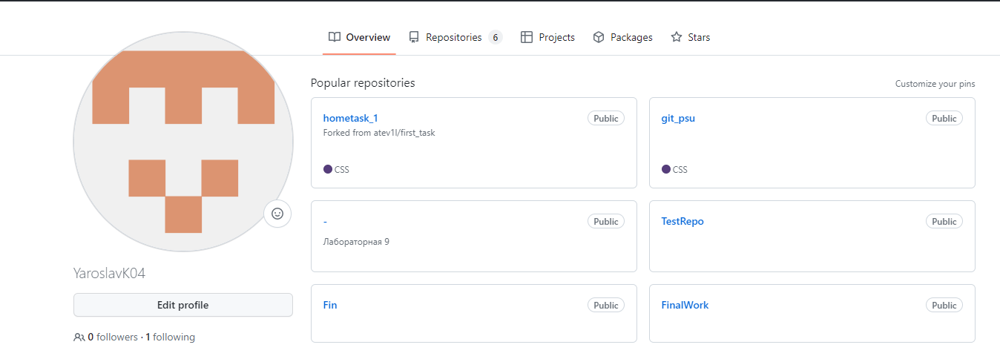 Overview Repositories 6 Projects Packages Stars
Popular repositories Customize your pins
hometask_1 Public
Forked from atev1l/first_task
CSS
git_psu Public
CSS
- Public
Лабораторная 9
TestRepo Public
Fin Public
FinalWork Public
YaroslavK04
Edit profile
0 followers · 1 following